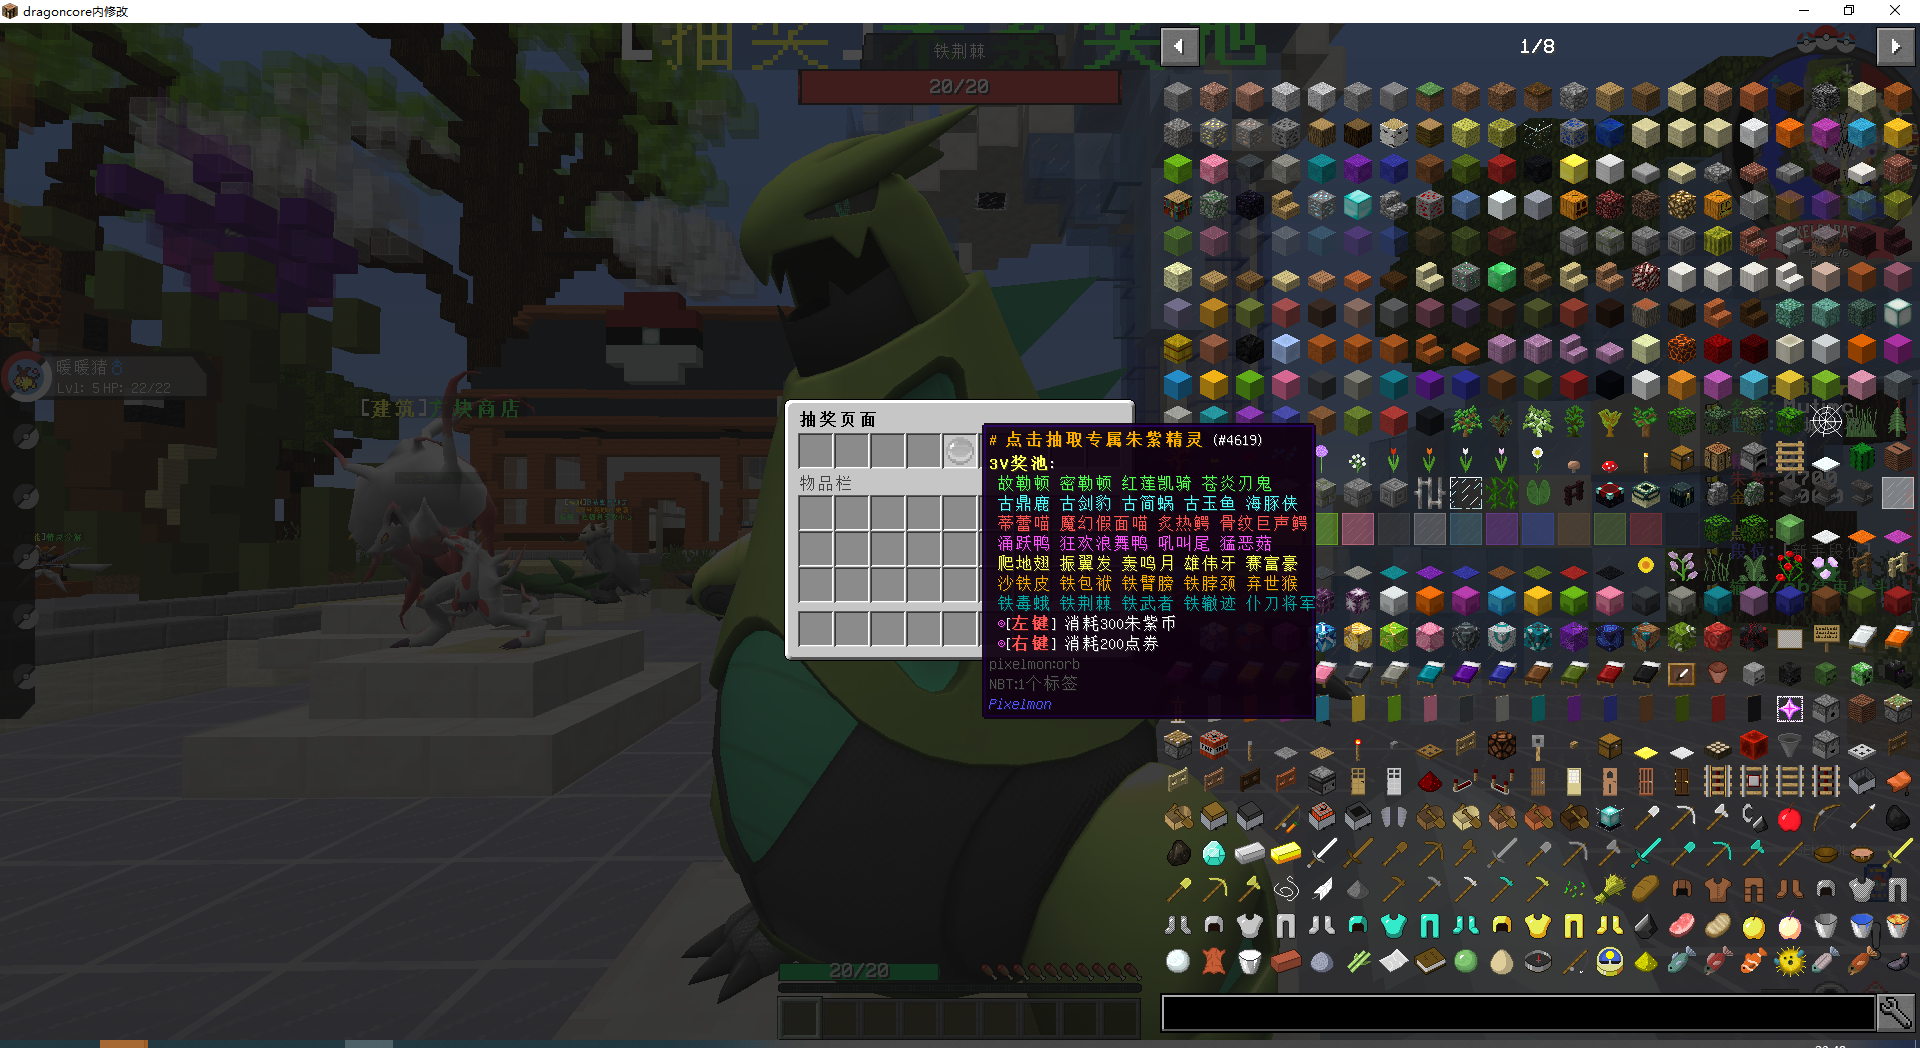 dragoncore内修改
铁荆棘
20/20
1/8
暖暖猪
Lvl: 5 HP: 22/22
[建筑]方块商店
抽奖页面
物品栏
# 点击抽取专属朱紫精灵 (#4619)
3V奖池:
故勒顿 密勒顿 红莲凯骑 苍炎刃鬼
古鼎鹿 古剑豹 古简蜗 古玉鱼 海豚侠
蒂蕾喵 魔幻假面喵 炙热鳄 骨纹巨声鳄
涌跃鸭 狂欢浪舞鸭 吼叫尾 猛恶菇
爬地翅 振翼发 轰鸣月 雄伟牙 赛富豪
沙铁皮 铁包袱 铁臂膀 铁脖颈 弃世猴
铁毒蛾 铁荆棘 铁武者 铁辙迹 仆刀将军
[左键] 消耗300朱紫币
[右键] 消耗200点券
pixelmon:orb
NBT:1个标签
Pixelmon
20/20